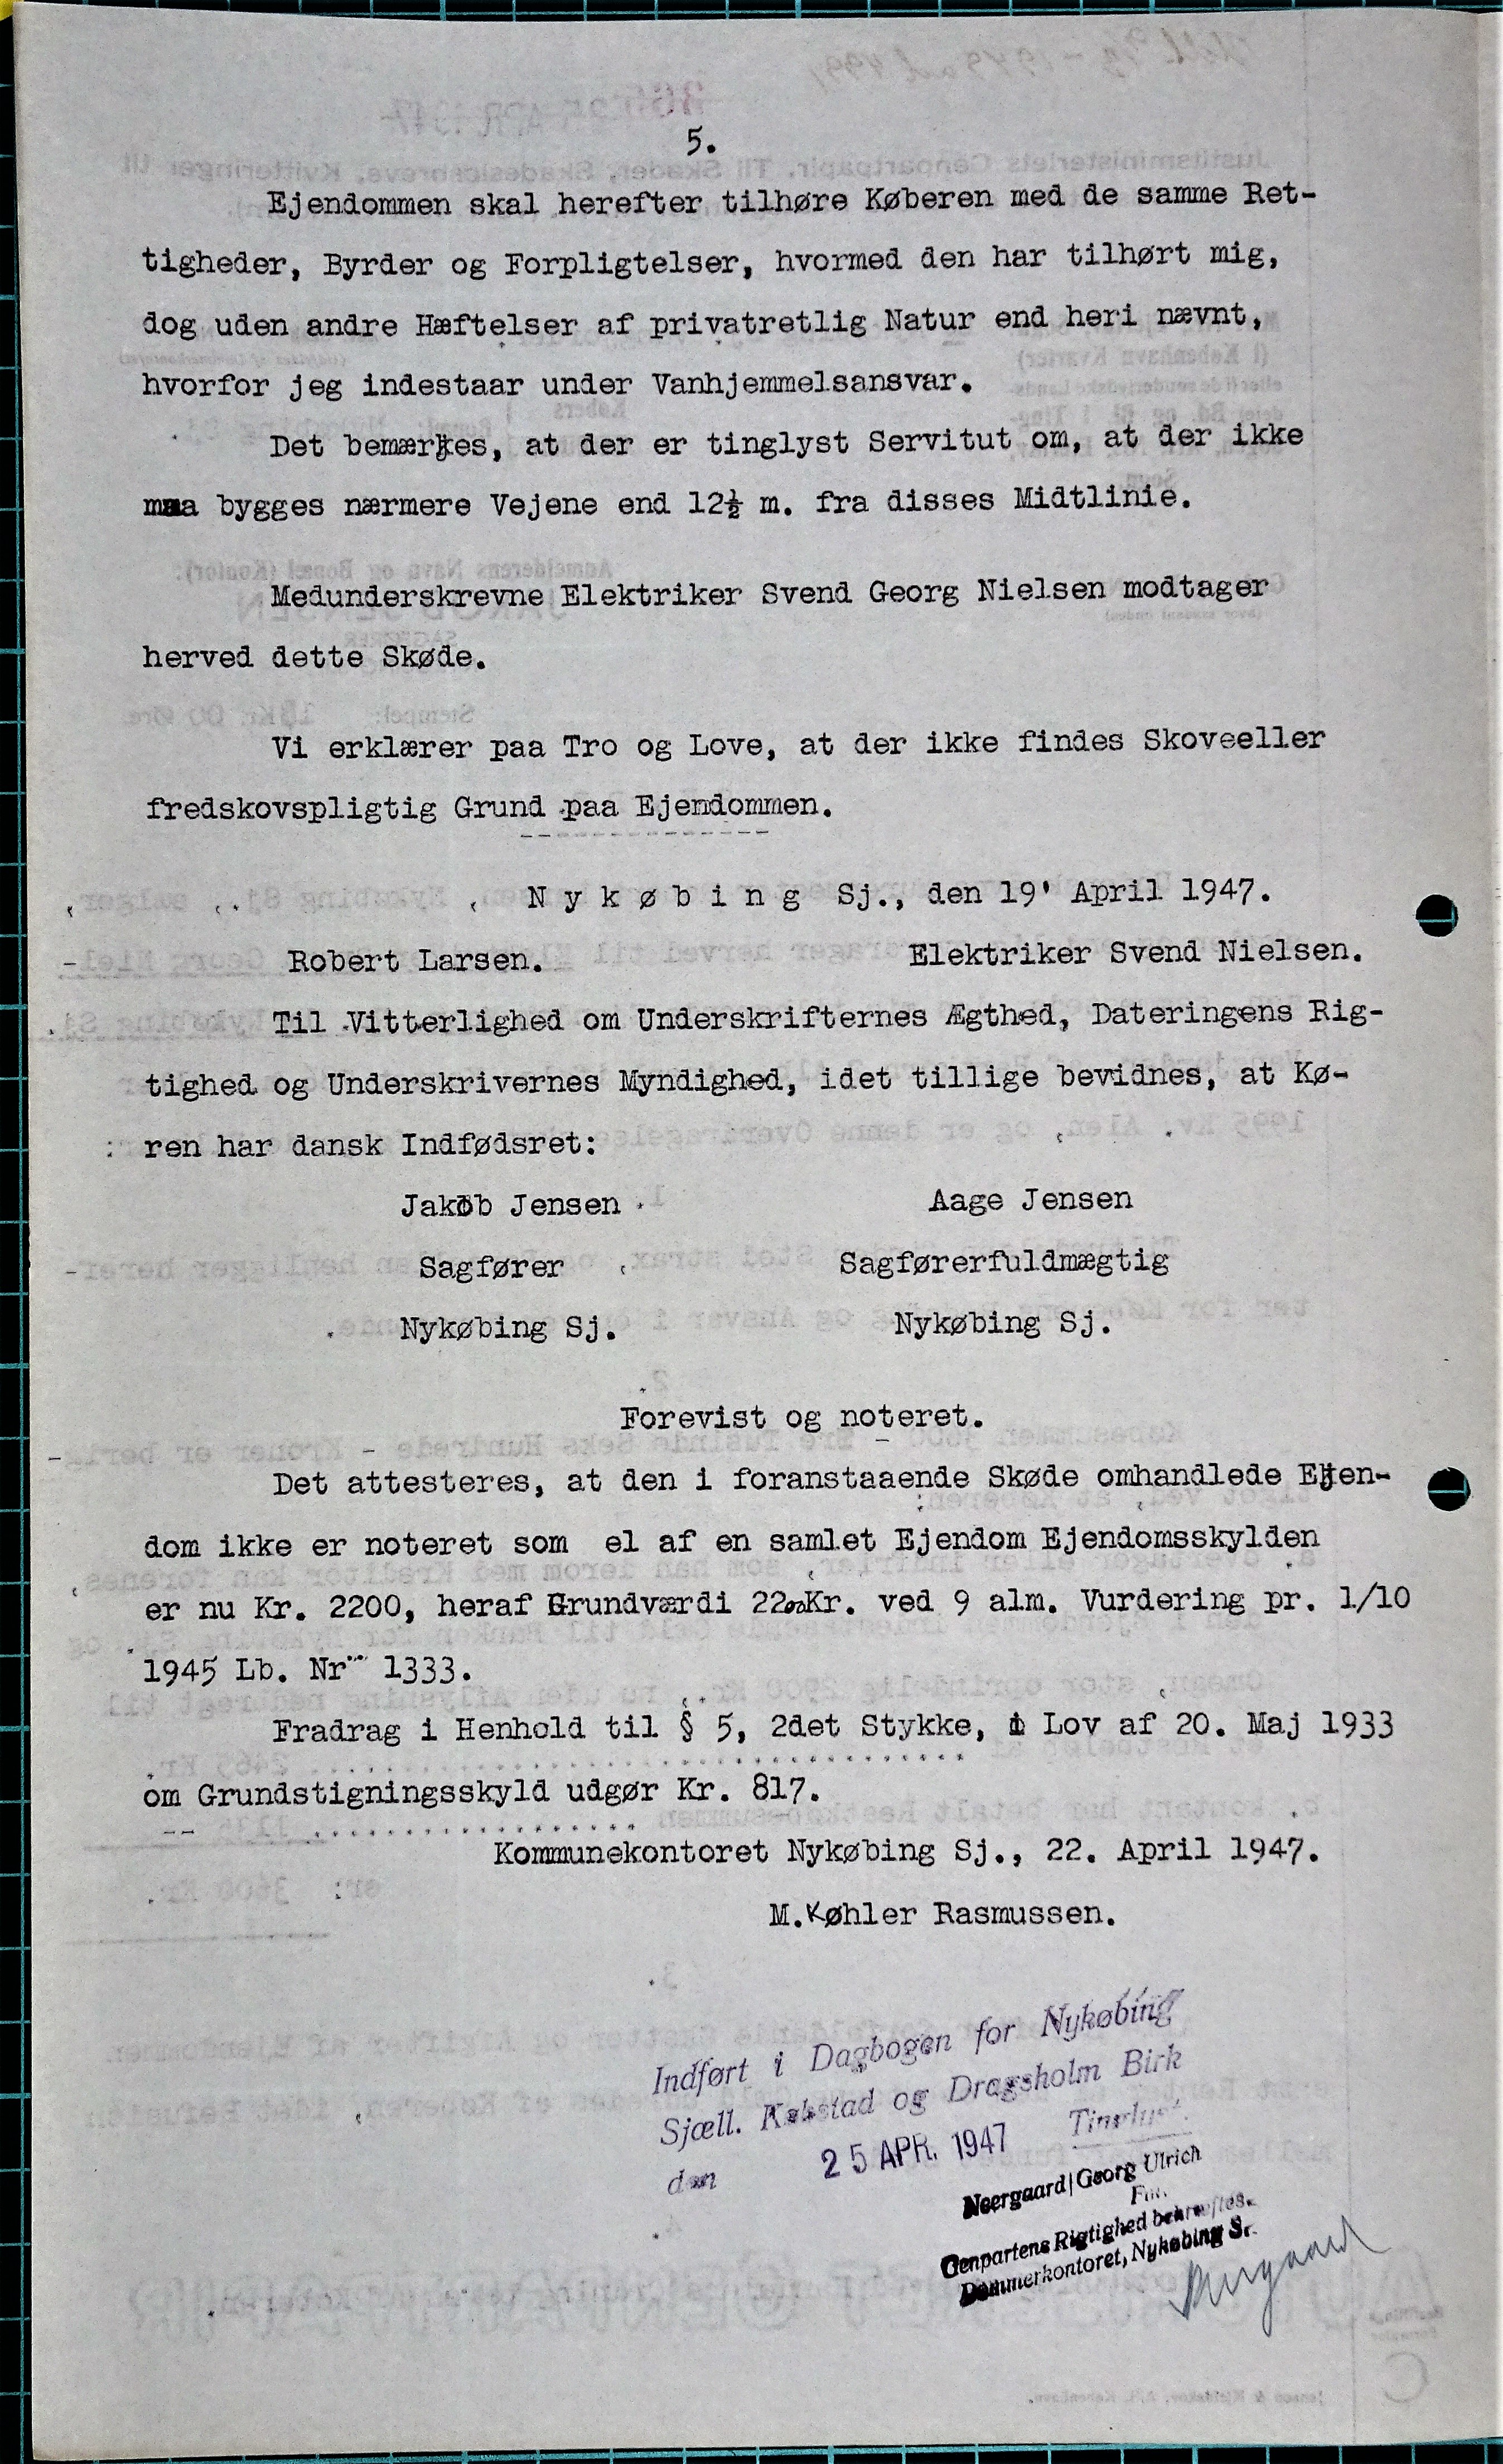 5.
Ejendommen skal herefter tilhøre Køberen med de samme Ret-
tigheder, Byrder og Forpligtelser, hvormed den har tilhørt mig,
dog uden andre Hæftelser af privatretlig Natur end heri nævnt,
hvorfor jeg indestaar under Vanhjemmelsansvar.
Det bemærkes, at der er tinglyst Servitut om, at der ikke
maa bygges nærmere Vejene end 12½ m. fra disses Midtlinie.
Medunderskrevne Elektriker Svend Georg Nielsen modtager
herved dette Skøde.
Vi erklærer paa Tro og Love, at der ikke findes Skoveeller
fredskovspligtig Grund paa Ejendommen.
N y k ø b i n g Sj., den 19' April 1947.
Robert Larsen. Elektriker Svend Nielsen.
Til Vitterlighed om Underskrifternes Ægthed, Dateringens Rig-
tighed og Underskrivernes Myndighed, idet tillige bevidnes, at Kø-
ren har dansk Indfødsret:
Jakob Jensen Aage Jensen
Sagfører Sagførerfuldmægtig
Nykøbing Sj. Nykøbing Sj.
Forevist og noteret.
Det attesteres, at den i foranstaaende Skøde omhandlede Ejen-
dom ikke er noteret som el af en samlet Ejendom Ejendomsskylden
er nu Kr. 2200, heraf Grundværdi 2200Kr. ved 9 alm. Vurdering pr. 1/10
1945 Lb. Nr 1333.
Fradrag i Henhold til § 5, 2det Stykke, i Lov af 20. Maj 1933
om Grundstigningsskyld udgør Kr. 817.
Kommunekontoret Nykøbing Sj., 22. April 1947.
M.Køhler Rasmussen.
Indført i Dagbogen for Nykøbing
Sjæll. Købstad og Dragsholm Birk
den 25 APR. 1947 Tinglyst.
Neergaard/Georg Ulrich
Fm.
Genpartens Rigtighed bekræftes.
Dommerkontoret, Nykøbing S.